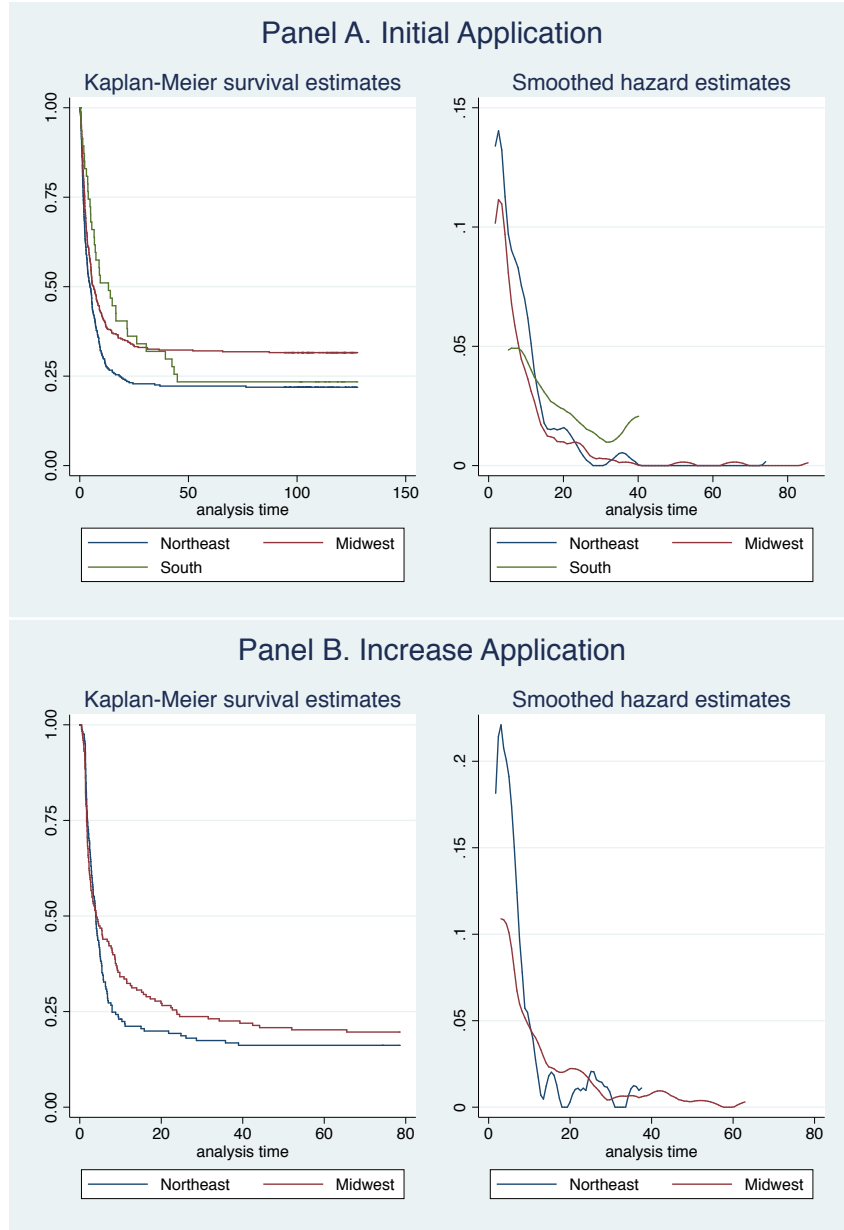 Panel A. Initial Application
Kaplan-Meier survival estimates
1.00
0.75
0.50
0.25
0.00
0
50
100
150
analysis time
Northeast
Midwest
South
Smoothed hazard estimates
.15
.1
.05
0
0
20
40
60
80
analysis time
Northeast
Midwest
South
Panel B. Increase Application
Kaplan-Meier survival estimates
1.00
0.75
0.50
0.25
0.00
0
20
40
60
80
analysis time
Northeast
Midwest
Smoothed hazard estimates
.2
.15
.1
.05
0
0
20
40
60
80
analysis time
Northeast
Midwest